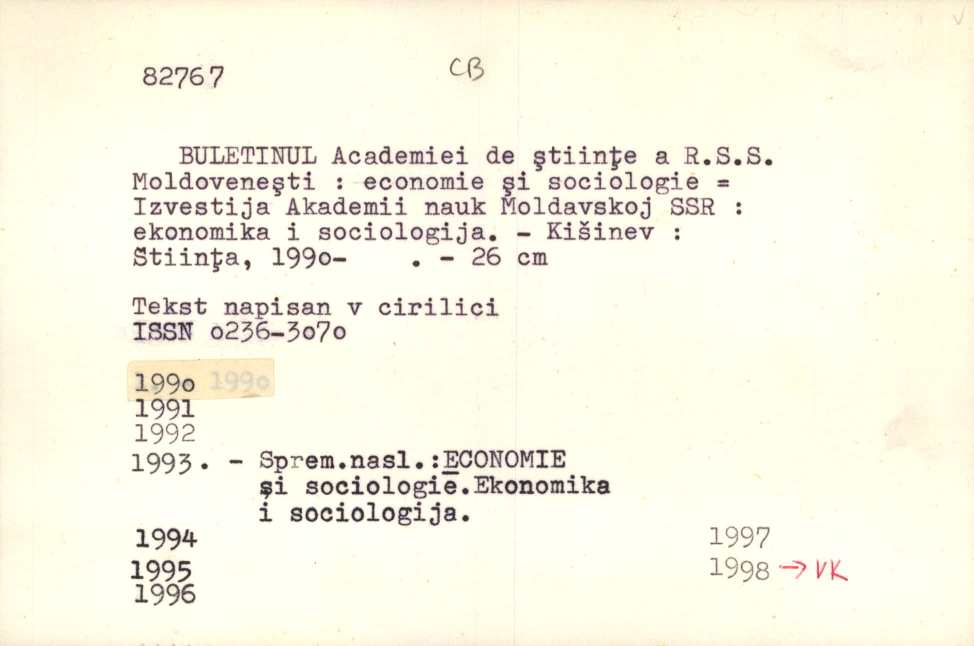 82767 CB
BULETINUL Academiei de ştiinţe a R.S.S.
Moldoveneşti : economie şi sociologie =
Izvestija Akademii nauk Moldavskoj SSR :
ekonomika i sociologija. - Kišinev :
Stiinţa, 199o-    . - 26 cm
Tekst napisan v cirilici
ISSN o236-3o7o
199o 199o
1991
1992
1993. - Sprem.nasl.:ECONOMIE
şi sociologie.Ekonomika
i sociologija.
1994
1995
1996
1997
1998 → VK